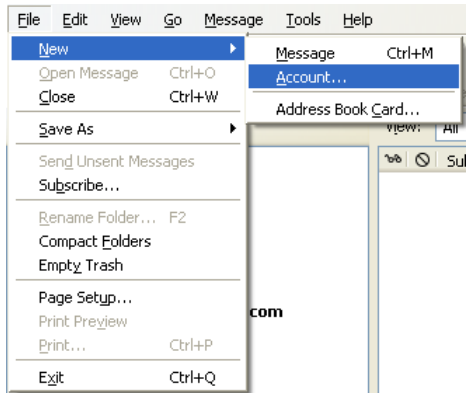 File Edit View Go Message Tools Help
New
Message Ctrl+M
Open Message Ctrl+O
Account...
Close Ctrl+W
Address Book Card...
Save As
View: All
Send Unsent Messages
Subscribe...
Rename Folder... F2
Compact Folders
Empty Trash
Page Setup...
com
Print Preview
Print... Ctrl+P
Exit Ctrl+Q